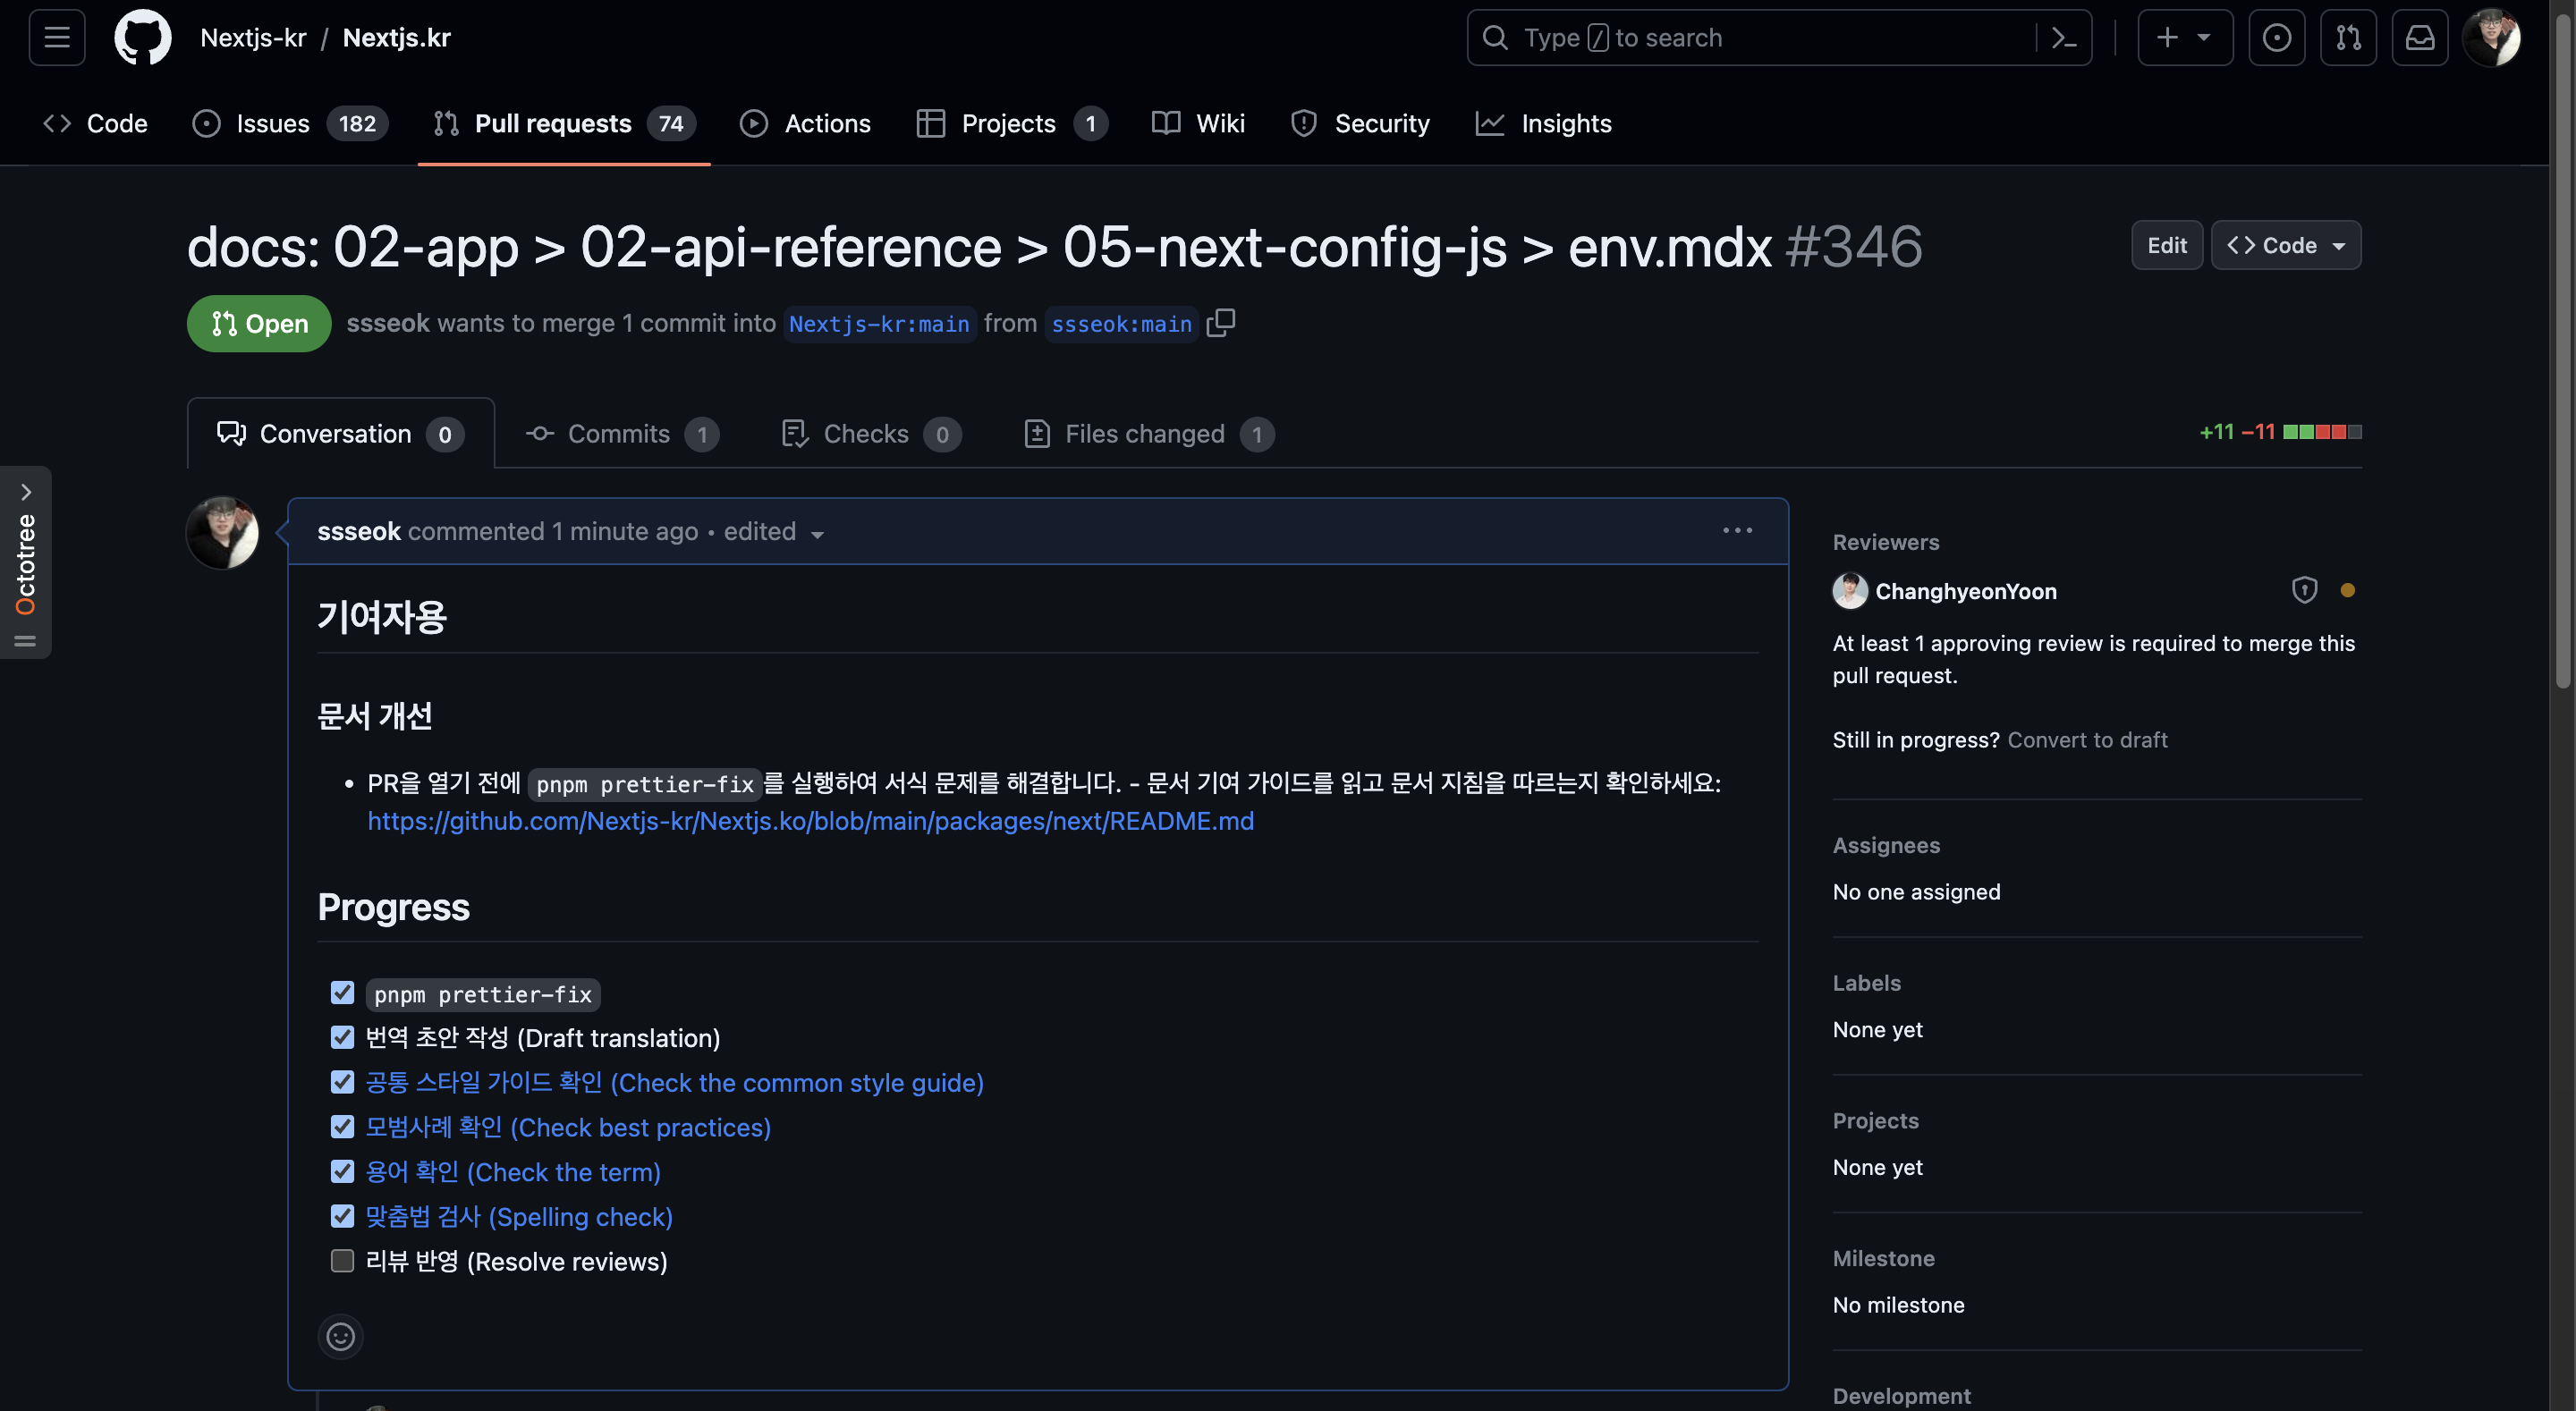 Nextjs-kr / Nextjs.kr
Type / to search
Code
Issues 182
Pull requests 74
Actions
Projects 1
Wiki
Security
Insights
docs: 02-app > 02-api-reference > 05-next-config-js > env.mdx #346
Edit
Code
Open
ssseok wants to merge 1 commit into Nextjs-kr:main from ssseok:main
Conversation 0
Commits 1
Checks 0
Files changed 1
+11 −11
Octotree
ssseok commented 1 minute ago • edited
기여자용
문서 개선
• PR을 열기 전에 pnpm prettier-fix를 실행하여 서식 문제를 해결합니다. - 문서 기여 가이드를 읽고 문서 지침을 따르는지 확인하세요:
https://github.com/Nextjs-kr/Nextjs.ko/blob/main/packages/next/README.md
Progress
pnpm prettier-fix
번역 초안 작성 (Draft translation)
공통 스타일 가이드 확인 (Check the common style guide)
모범사례 확인 (Check best practices)
용어 확인 (Check the term)
맞춤법 검사 (Spelling check)
리뷰 반영 (Resolve reviews)
Reviewers
ChanghyeonYoon
At least 1 approving review is required to merge this
pull request.
Still in progress? Convert to draft
Assignees
No one assigned
Labels
None yet
Projects
None yet
Milestone
No milestone
Development